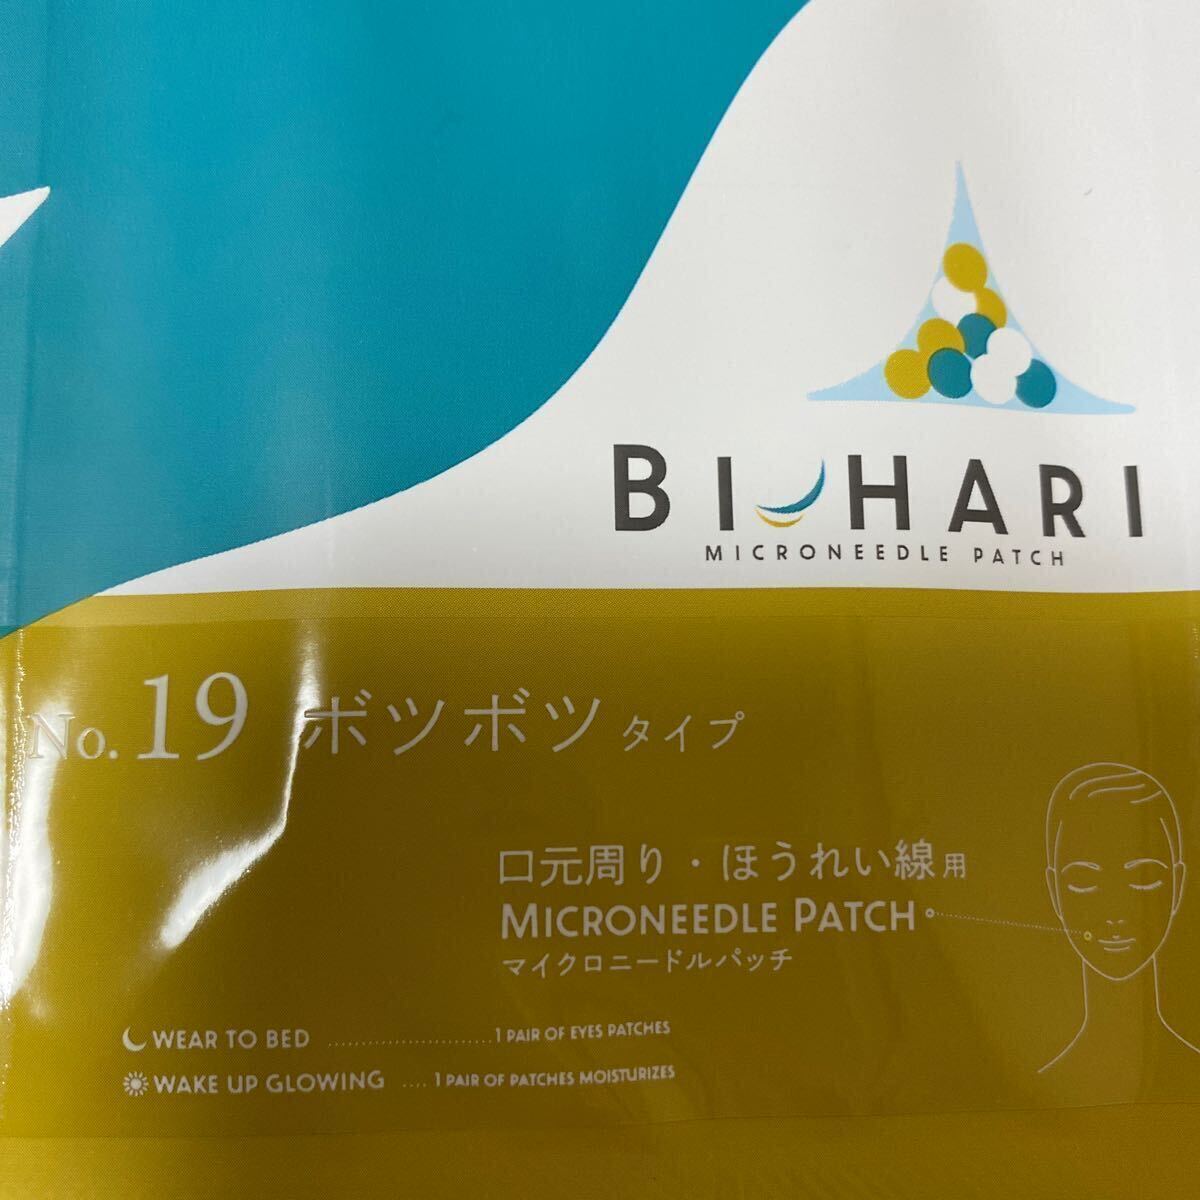 BI HARI
MICRONEEDLE PATCH
No.19 ボツボツタイプ
口元周り・ほうれい線用
MICRONEEDLE PATCH
マイクロニードルパッチ
WEAR TO BED ........................ 1 PAIR OF EYES PATCHES
WAKE UP GLOWING .... 1 PAIR OF PATCHES MOISTURIZES